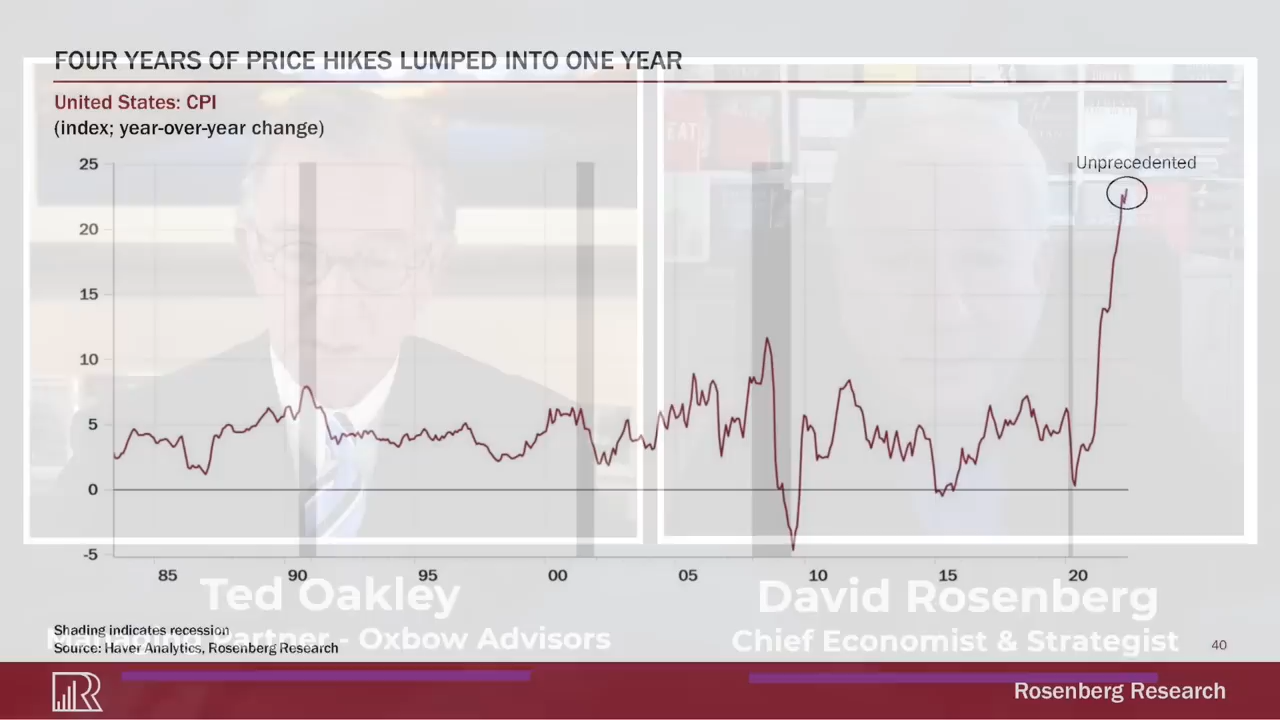 FOUR YEARS OF PRICE HIKES LUMPED INTO ONE YEAR
United States: CPI
(index; year-over-year change)
Unprecedented
25
20
15
10
5
0
-5
85 90 95 00 05 10 15 20
Ted Oakley
Managing Partner - Oxbow Advisors
David Rosenberg
Chief Economist & Strategist
Shading indicates recession
Source: Haver Analytics, Rosenberg Research
40
Rosenberg Research